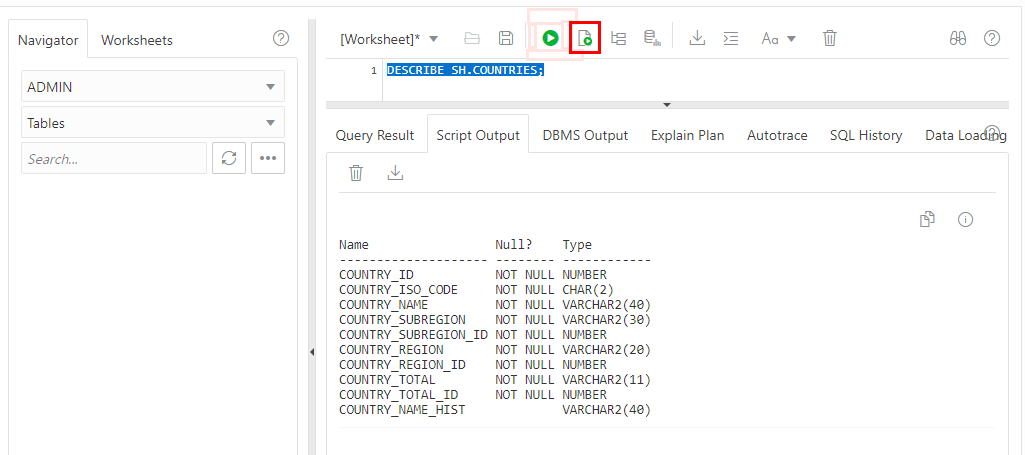 Navigator Worksheets
ADMIN
Tables
Search...
[Worksheet]* Aa
1 DESCRIBE SH.COUNTRIES;
Query Result Script Output DBMS Output Explain Plan Autotrace SQL History Data Loading
Name Null? Type
-------------------- -------- ------------
COUNTRY_ID NOT NULL NUMBER
COUNTRY_ISO_CODE NOT NULL CHAR(2)
COUNTRY_NAME NOT NULL VARCHAR2(40)
COUNTRY_SUBREGION NOT NULL VARCHAR2(30)
COUNTRY_SUBREGION_ID NOT NULL NUMBER
COUNTRY_REGION NOT NULL VARCHAR2(20)
COUNTRY_REGION_ID NOT NULL NUMBER
COUNTRY_TOTAL NOT NULL VARCHAR2(11)
COUNTRY_TOTAL_ID NOT NULL NUMBER
COUNTRY_NAME_HIST VARCHAR2(40)